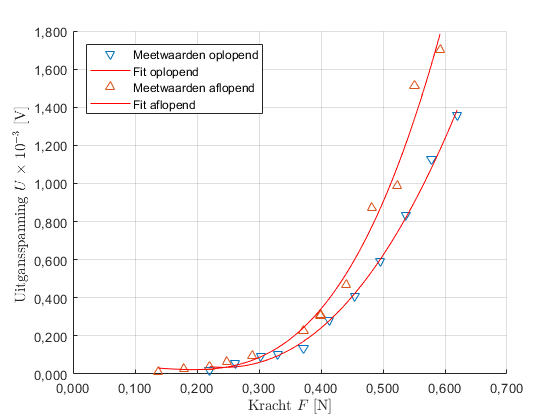 1,800
1,600
1,400
1,200
1,000
0,800
0,600
0,400
0,200
0,000
Uitgansspanning U × 10⁻³ [V]
Meetwaarden oplopend
Fit oplopend
Meetwaarden aflopend
Fit aflopend
0,000 0,100 0,200 0,300 0,400 0,500 0,600 0,700
Kracht F [N]